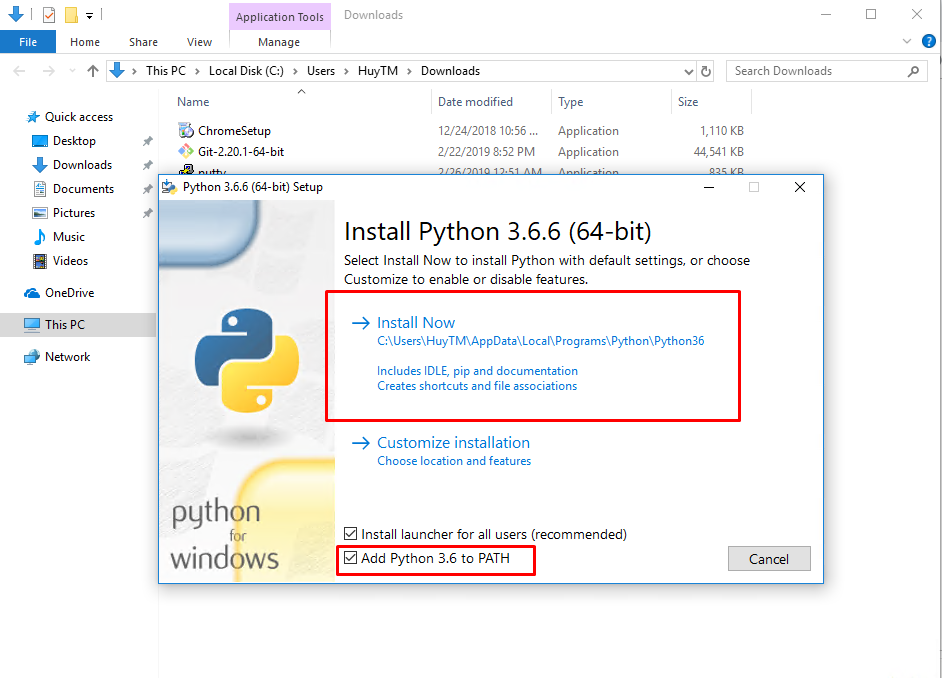 Application Tools Downloads
File Home Share View Manage
This PC Local Disk (C:) Users HuyTM Downloads Search Downloads
Name Date modified Type Size
Quick access
Desktop
Downloads
Documents
Pictures
Music
Videos
OneDrive
This PC
Network
ChromeSetup 12/24/2018 10:56 ... Application 1,110 KB
Git-2.20.1-64-bit 2/22/2019 8:52 PM Application 44,541 KB
putty 2/26/2019 12:51 AM Application 835 KB
Python 3.6.6 (64-bit) Setup
Install Python 3.6.6 (64-bit)
Select Install Now to install Python with default settings, or choose
Customize to enable or disable features.
Install Now
C:\Users\HuyTM\AppData\Local\Programs\Python\Python36
Includes IDLE, pip and documentation
Creates shortcuts and file associations
Customize installation
Choose location and features
python
for
windows
Install launcher for all users (recommended)
Add Python 3.6 to PATH
Cancel